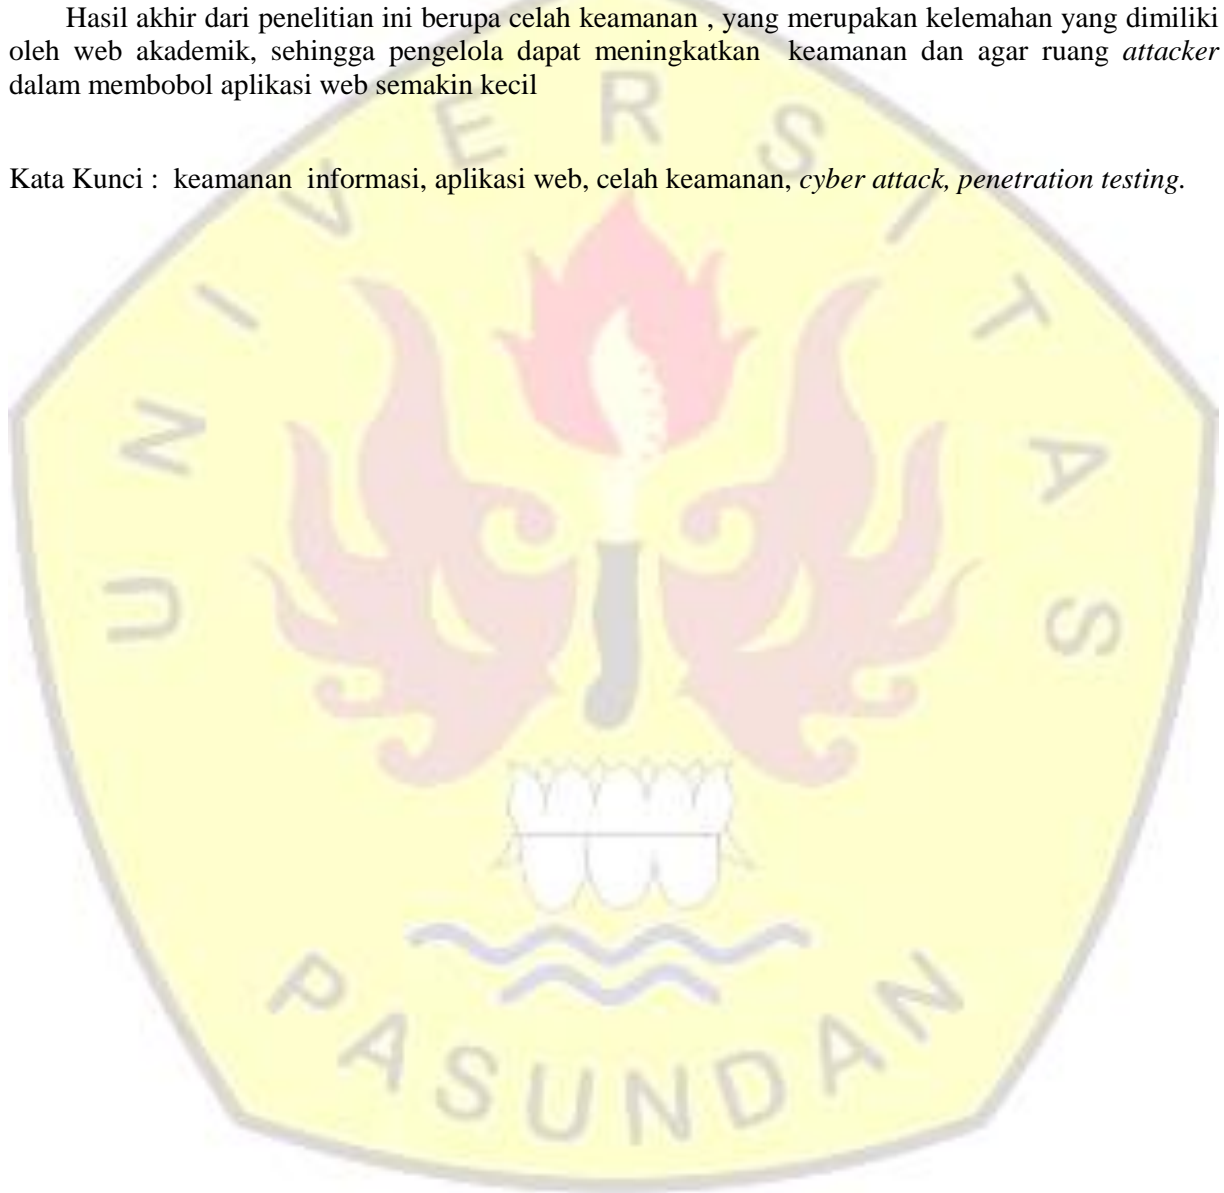 Hasil akhir dari penelitian ini berupa celah keamanan , yang merupakan kelemahan yang dimiliki
oleh web akademik, sehingga pengelola dapat meningkatkan keamanan dan agar ruang attacker
dalam membobol aplikasi web semakin kecil
Kata Kunci : keamanan informasi, aplikasi web, celah keamanan, cyber attack, penetration testing.
UNIVERSITAS
PASUNDAN